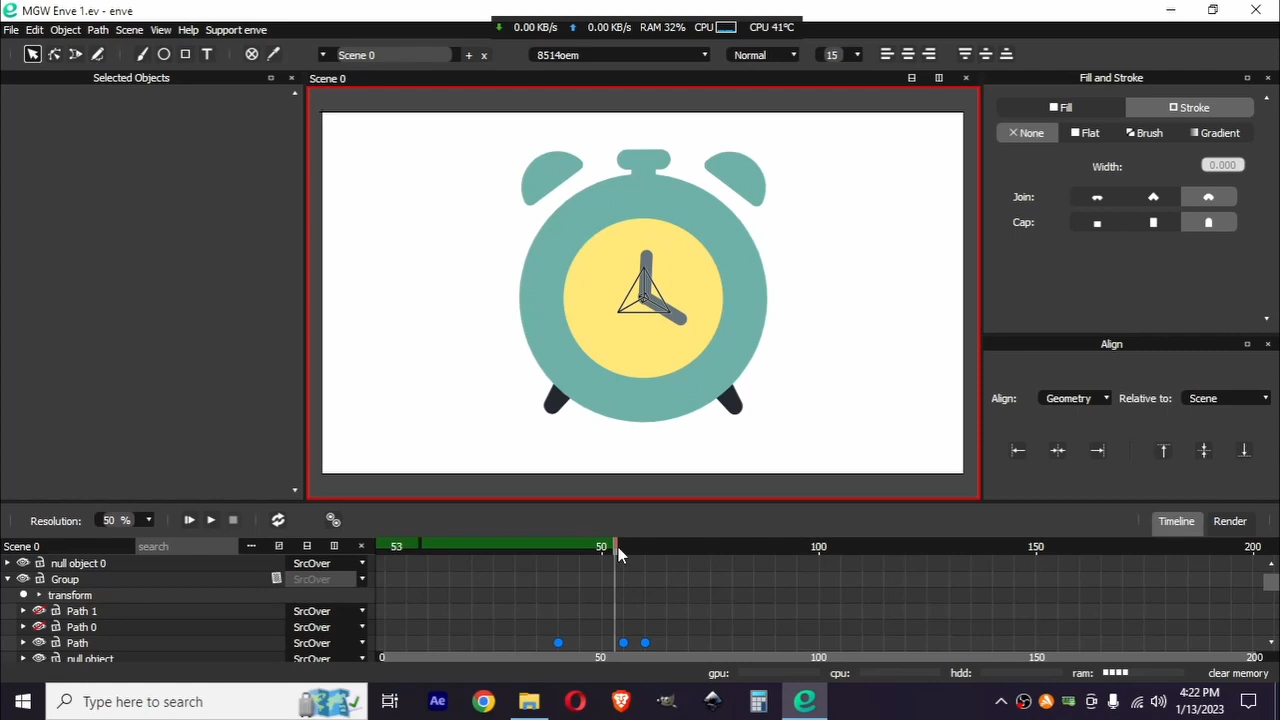 MGW Enve 1.ev - enve
0.00 KB/s 0.00 KB/s RAM 32% CPU CPU 41°C
File Edit Object Path Scene View Help Support enve
T Scene 0 + x 8514oem Normal 15
Selected Objects
Scene 0
Fill and Stroke
Fill Stroke
None Flat Brush Gradient
Width: 0.000
Join:
Cap:
Align
Align: Geometry Relative to: Scene
Resolution: 50 % Timeline Render
Scene 0 search 53 50 100 150 200
null object 0 SrcOver
Group SrcOver
transform
Path 1 SrcOver
Path 0 SrcOver
Path SrcOver
null object SrcOver
0 50 100 150 200
gpu: cpu: hdd: ram: clear memory
Type here to search
Ae
4:22 PM
1/13/2023